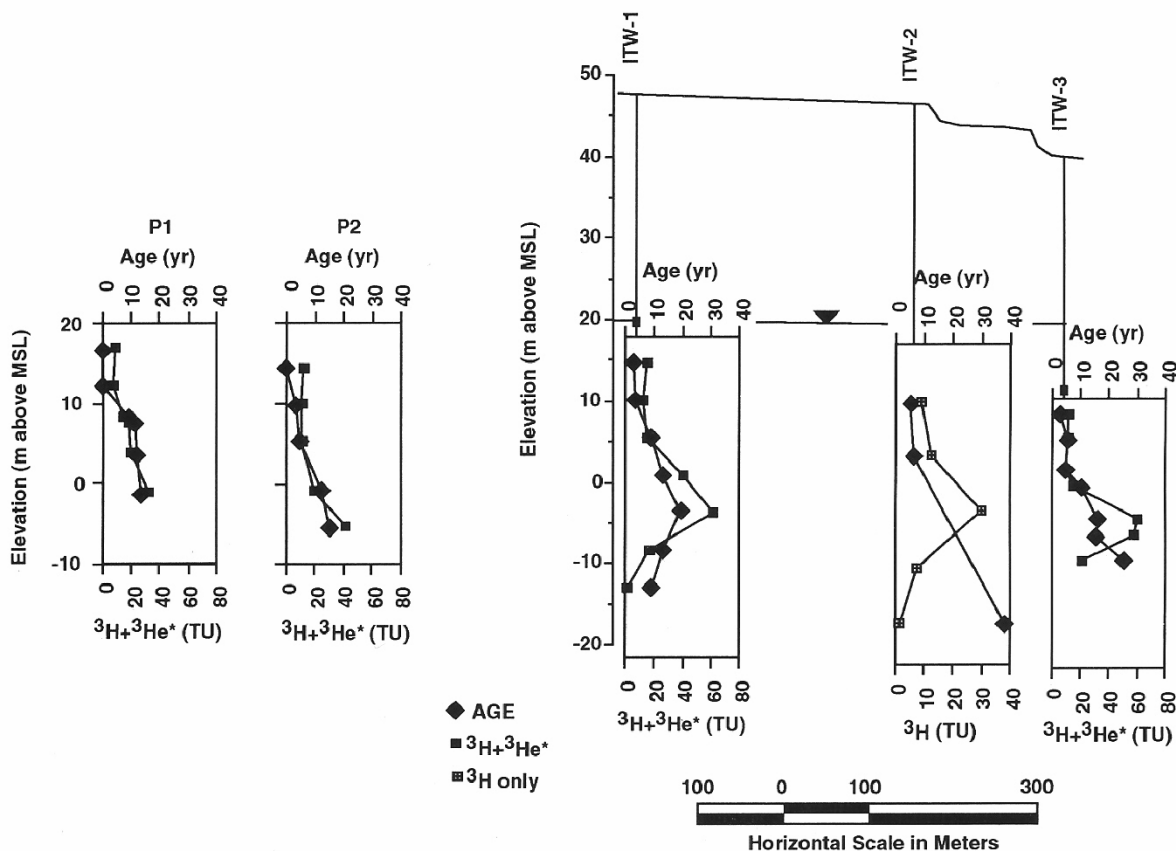 P1
Age (yr)
0 10 20 30 40
Elevation (m above MSL)
20
10
0
-10
0 20 40 60 80
³H+³He* (TU)
P2
Age (yr)
0 10 20 30 40
0 20 40 60 80
³H+³He* (TU)
ITW-1
ITW-2
ITW-3
Elevation (m above MSL)
50
40
30
20
10
0
-10
-20
Age (yr)
0 10 20 30 40
0 20 40 60 80
³H+³He* (TU)
Age (yr)
0 10 20 30 40
0 10 20 30 40
³H (TU)
Age (yr)
0 10 20 30 40
0 20 40 60 80
³H+³He* (TU)
AGE
³H+³He*
³H only
100 0 100 300
Horizontal Scale in Meters